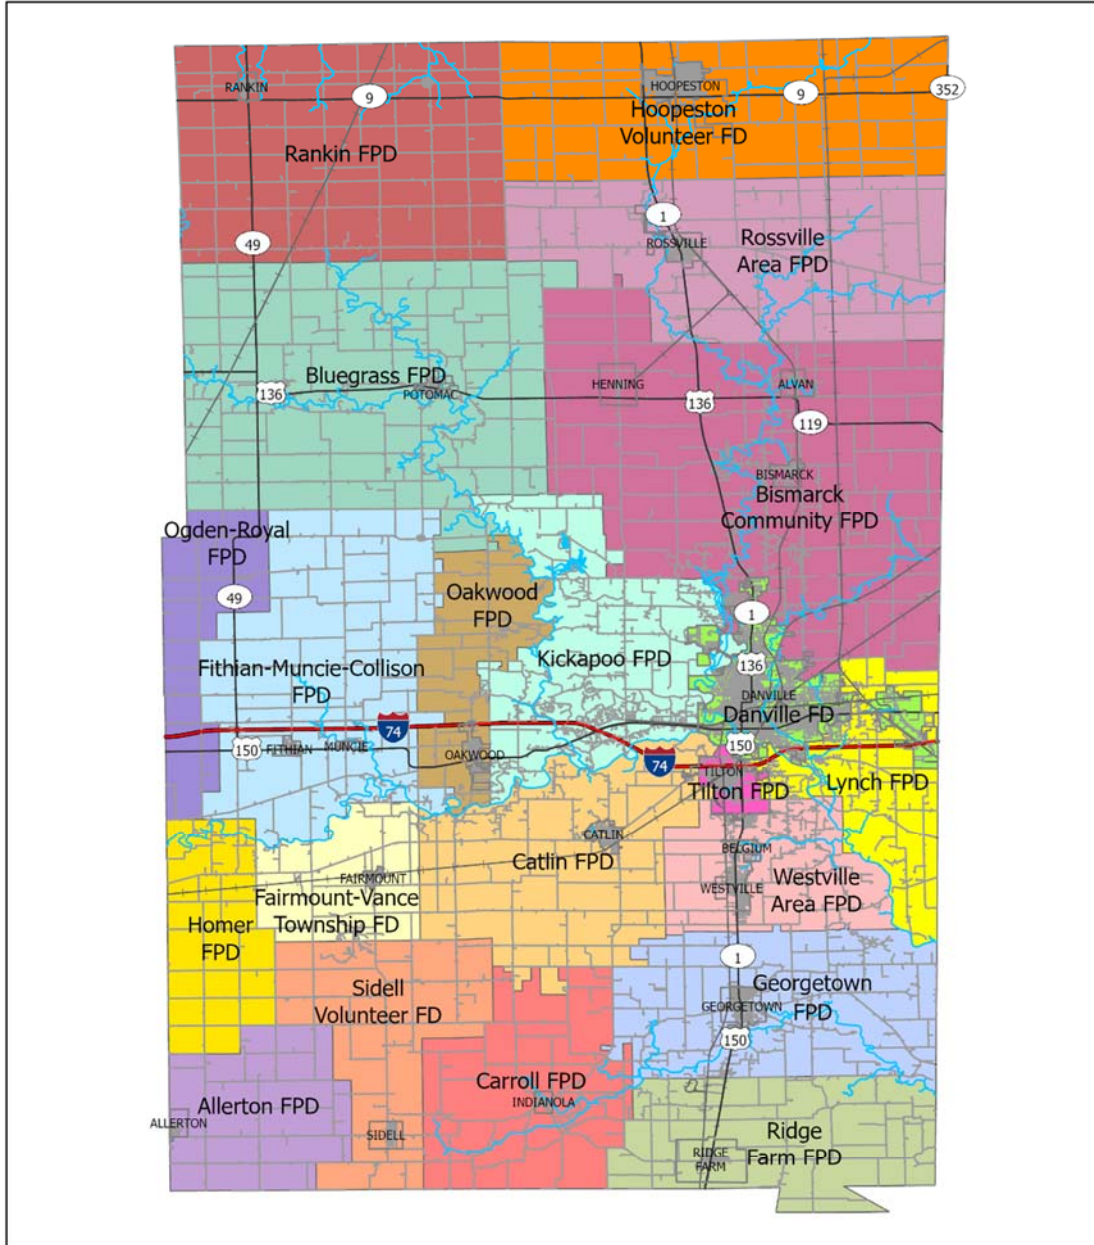 RANKIN
HOOPESTON
352
9
9
Hoopeston
Volunteer FD
Rankin FPD
1
49
ROSSVILLE
Rossville
Area FPD
Bluegrass FPD
HENNING
ALVAN
136
POTOMAC
136
119
BISMARCK
Bismarck
Community FPD
Ogden-Royal
FPD
49
Oakwood
FPD
1
Kickapoo FPD
136
Fithian-Muncie-Collison
FPD
DANVILLE
Danville FD
74
150
FITHIAN
MUNCIE
OAKWOOD
150
74
TILTON
Tilton FPD
Lynch FPD
CATLIN
Catlin FPD
BELGIUM
WESTVILLE
Westville
Area FPD
FAIRMOUNT
Fairmount-Vance
Township FD
Homer
FPD
1
Sidell
Volunteer FD
Georgetown
FPD
GEORGETOWN
150
Carroll FPD
INDIANOLA
Allerton FPD
ALLERTON
SIDELL
RIDGE
FARM
Ridge
Farm FPD